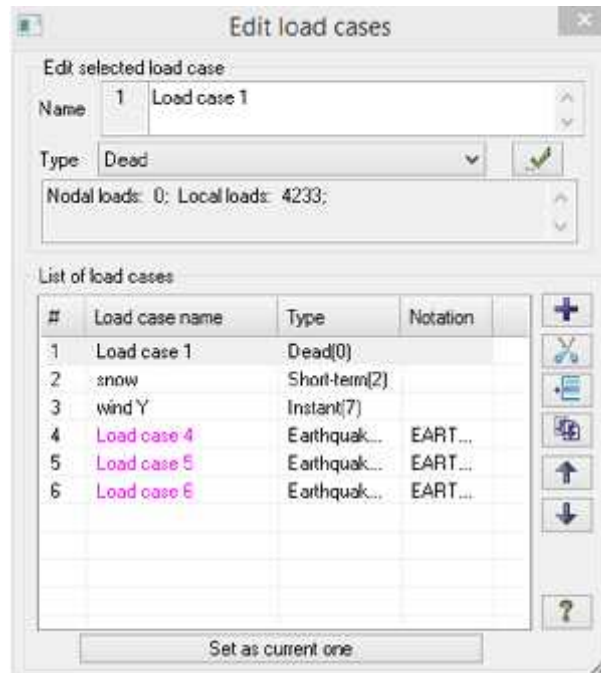 Edit load cases
Edit selected load case
Name 1 Load case 1
Type Dead
Nodal loads: 0; Local loads: 4233;
List of load cases
# Load case name Type Notation
1 Load case 1 Dead(0)
2 snow Short-term(2)
3 wind Y Instant(7)
4 Load case 4 Earthquak... EART...
5 Load case 5 Earthquak... EART...
6 Load case 6 Earthquak... EART...
?
Set as current one